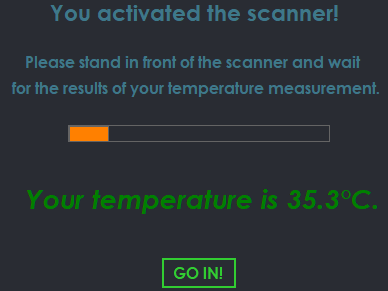 You activated the scanner!
Please stand in front of the scanner and wait
for the results of your temperature measurement.
Your temperature is 35.3°C.
GO IN!